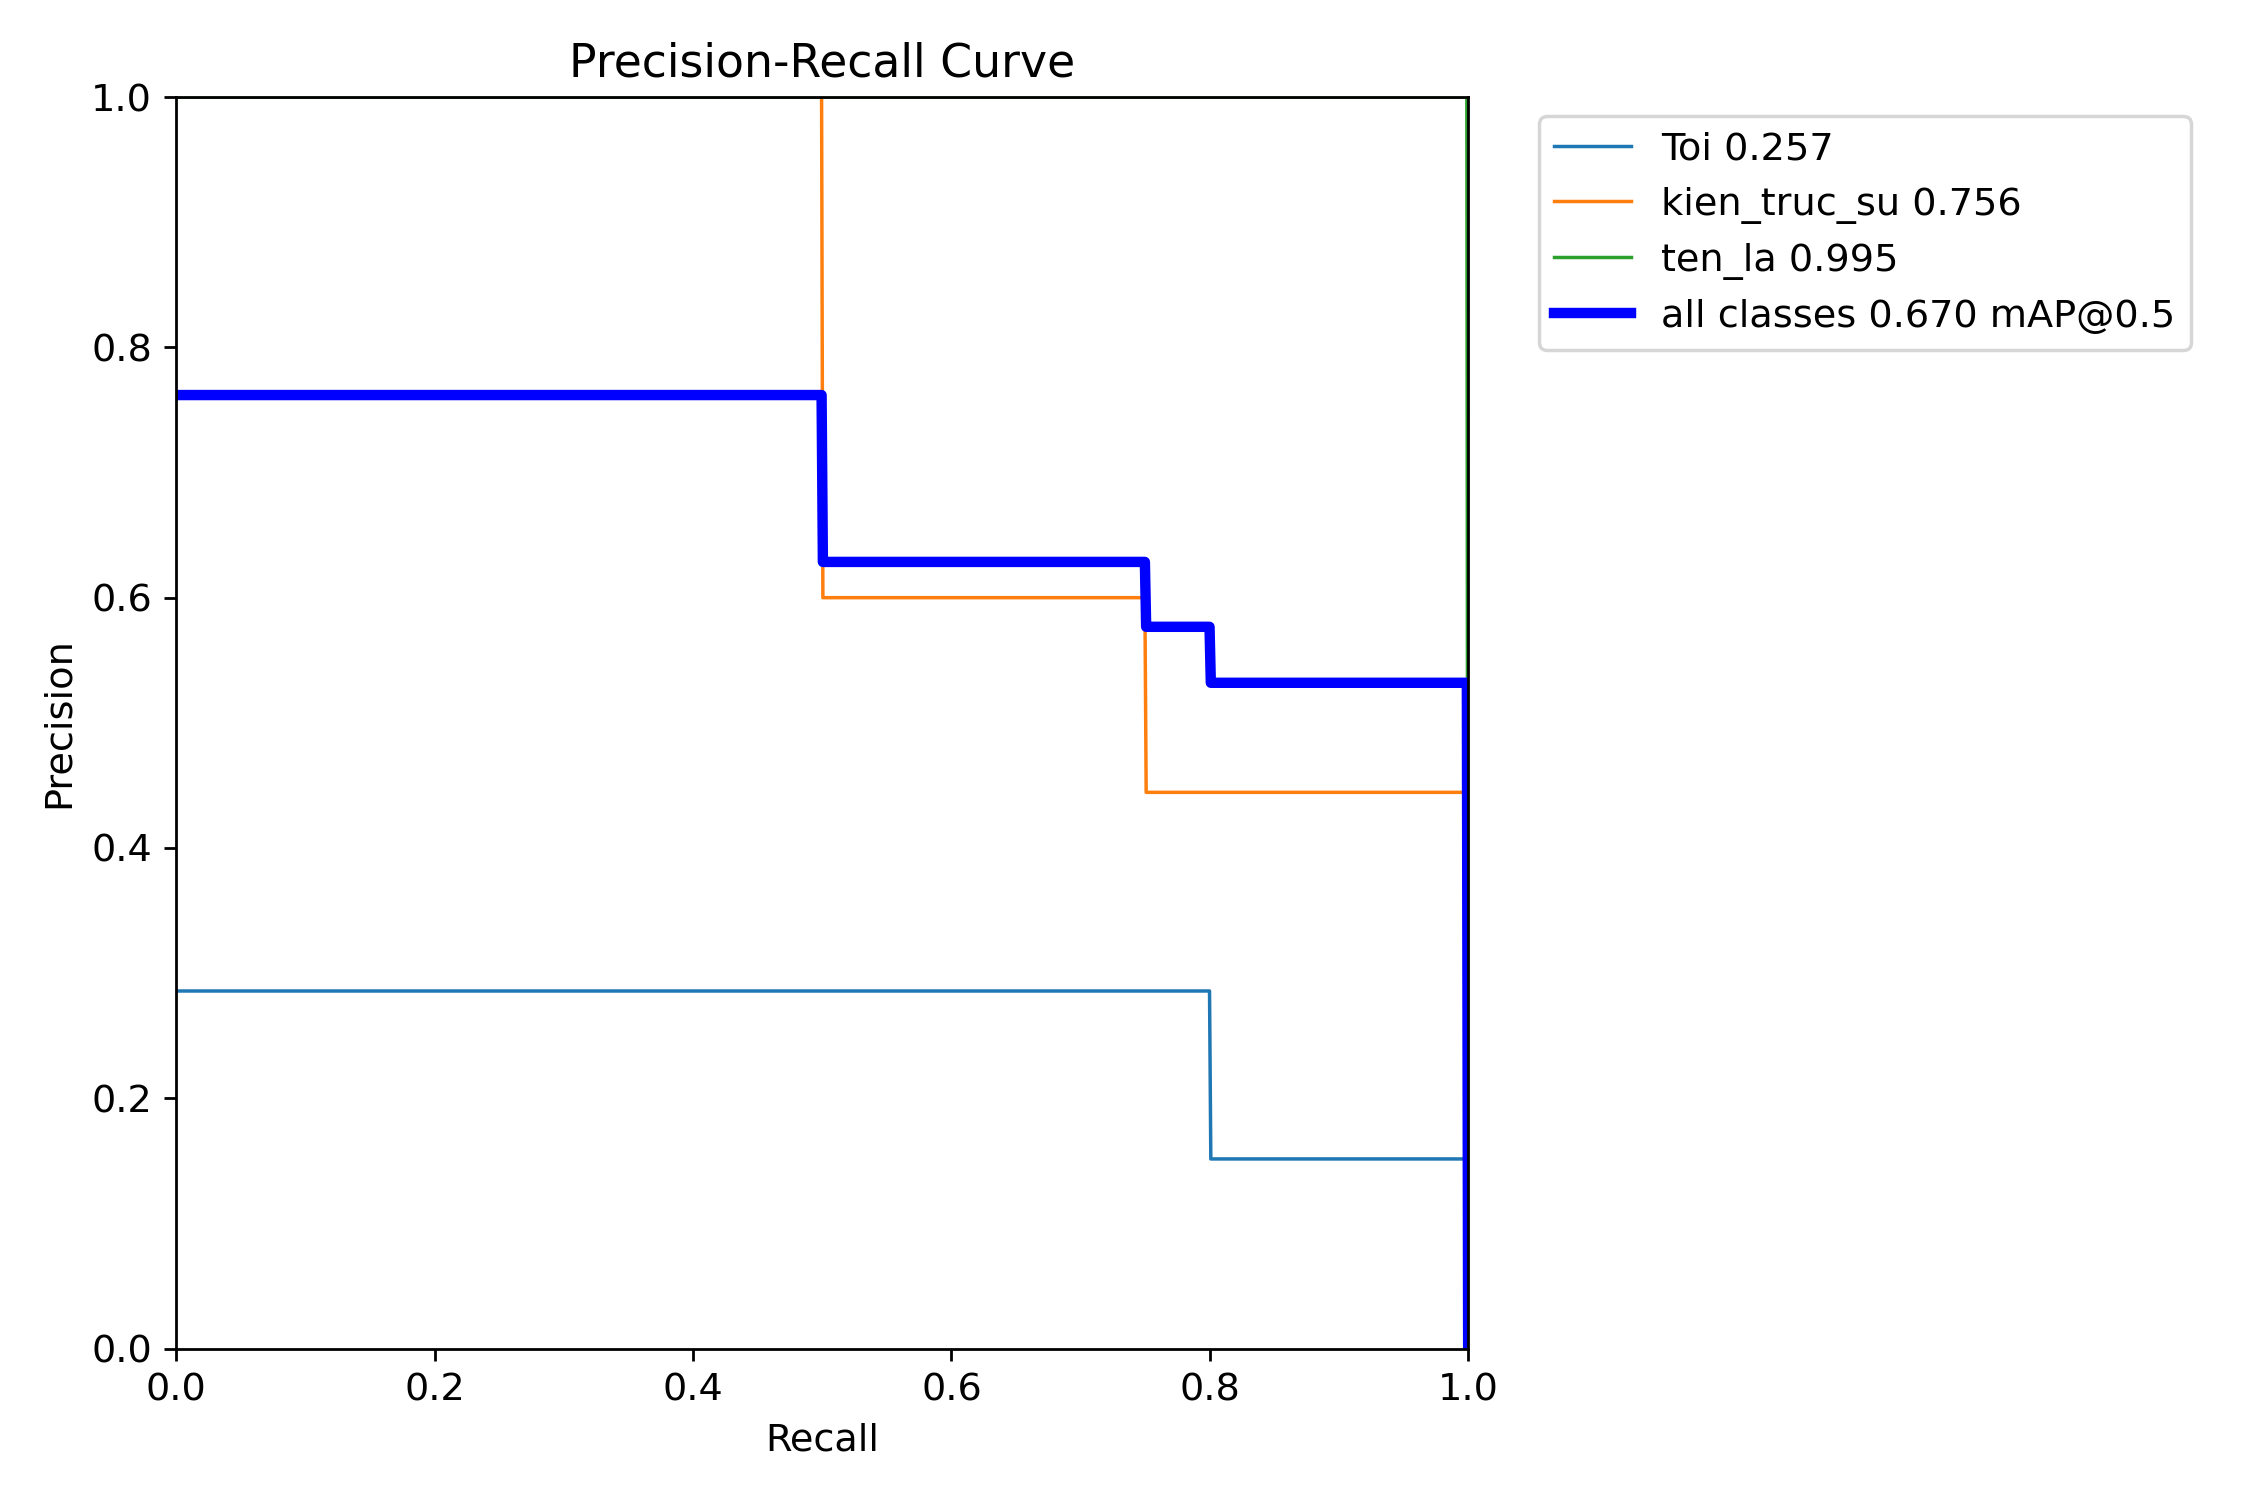 Precision-Recall Curve
1.0
0.8
0.6
0.4
0.2
0.0
Precision
0.0 0.2 0.4 0.6 0.8 1.0
Recall
Toi 0.257
kien_truc_su 0.756
ten_la 0.995
all classes 0.670 mAP@0.5